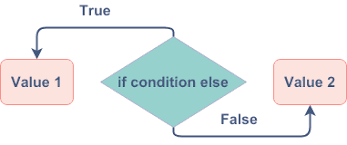 True
Value 1
if condition else
Value 2
False